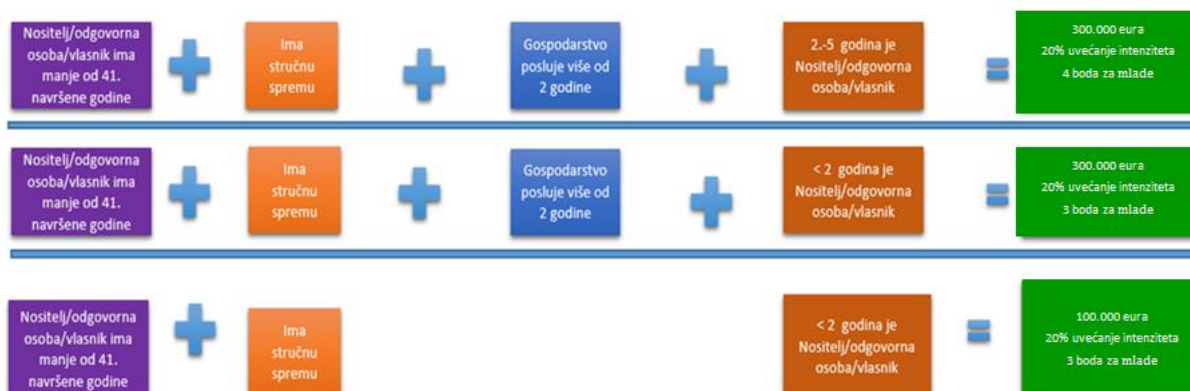 Nositelj/odgovorna
osoba/vlasnik ima
manje od 41.
navršene godine
Ima
stručnu
spremu
Gospodarstvo
posluje više od
2 godine
2.-5 godina je
Nositelj/odgovorna
osoba/vlasnik
300.000 eura
20% uvećanje intenziteta
4 boda za mlade
Nositelj/odgovorna
osoba/vlasnik ima
manje od 41.
navršene godine
Ima
stručnu
spremu
Gospodarstvo
posluje više od
2 godine
< 2 godina je
Nositelj/odgovorna
osoba/vlasnik
300.000 eura
20% uvećanje intenziteta
3 boda za mlade
Nositelj/odgovorna
osoba/vlasnik ima
manje od 41.
navršene godine
Ima
stručnu
spremu
< 2 godina je
Nositelj/odgovorna
osoba/vlasnik
100.000 eura
20% uvećanje intenziteta
3 boda za mlade